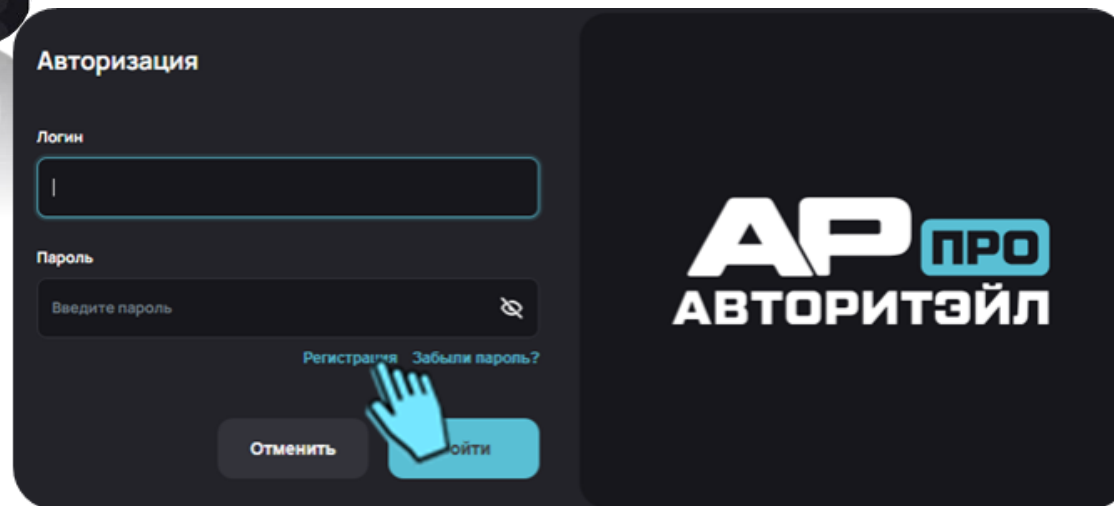 Авторизация
Логин
Пароль
Введите пароль
Регистрация Забыли пароль?
Отменить
АР ПРО
АВТОРИТЭЙЛ